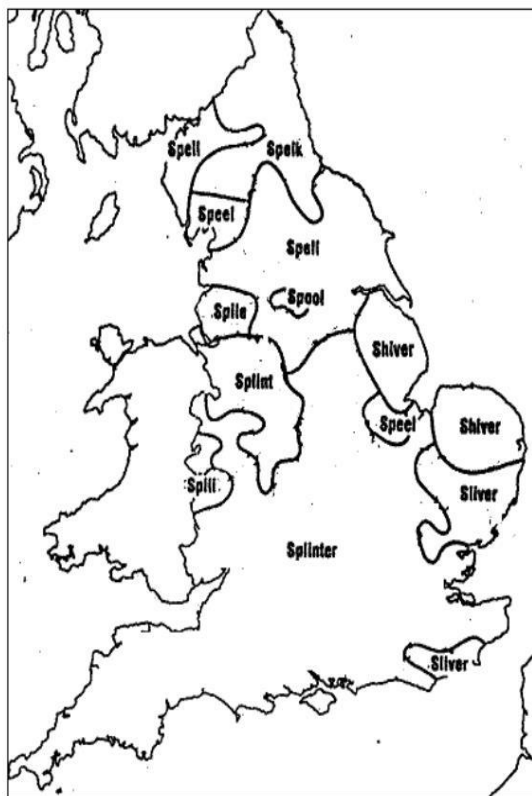 Spell
Spelk
Speel
Spell
Spile
Spool
Shiver
Splint
Speel
Shiver
Spill
Sliver
Splinter
Sliver